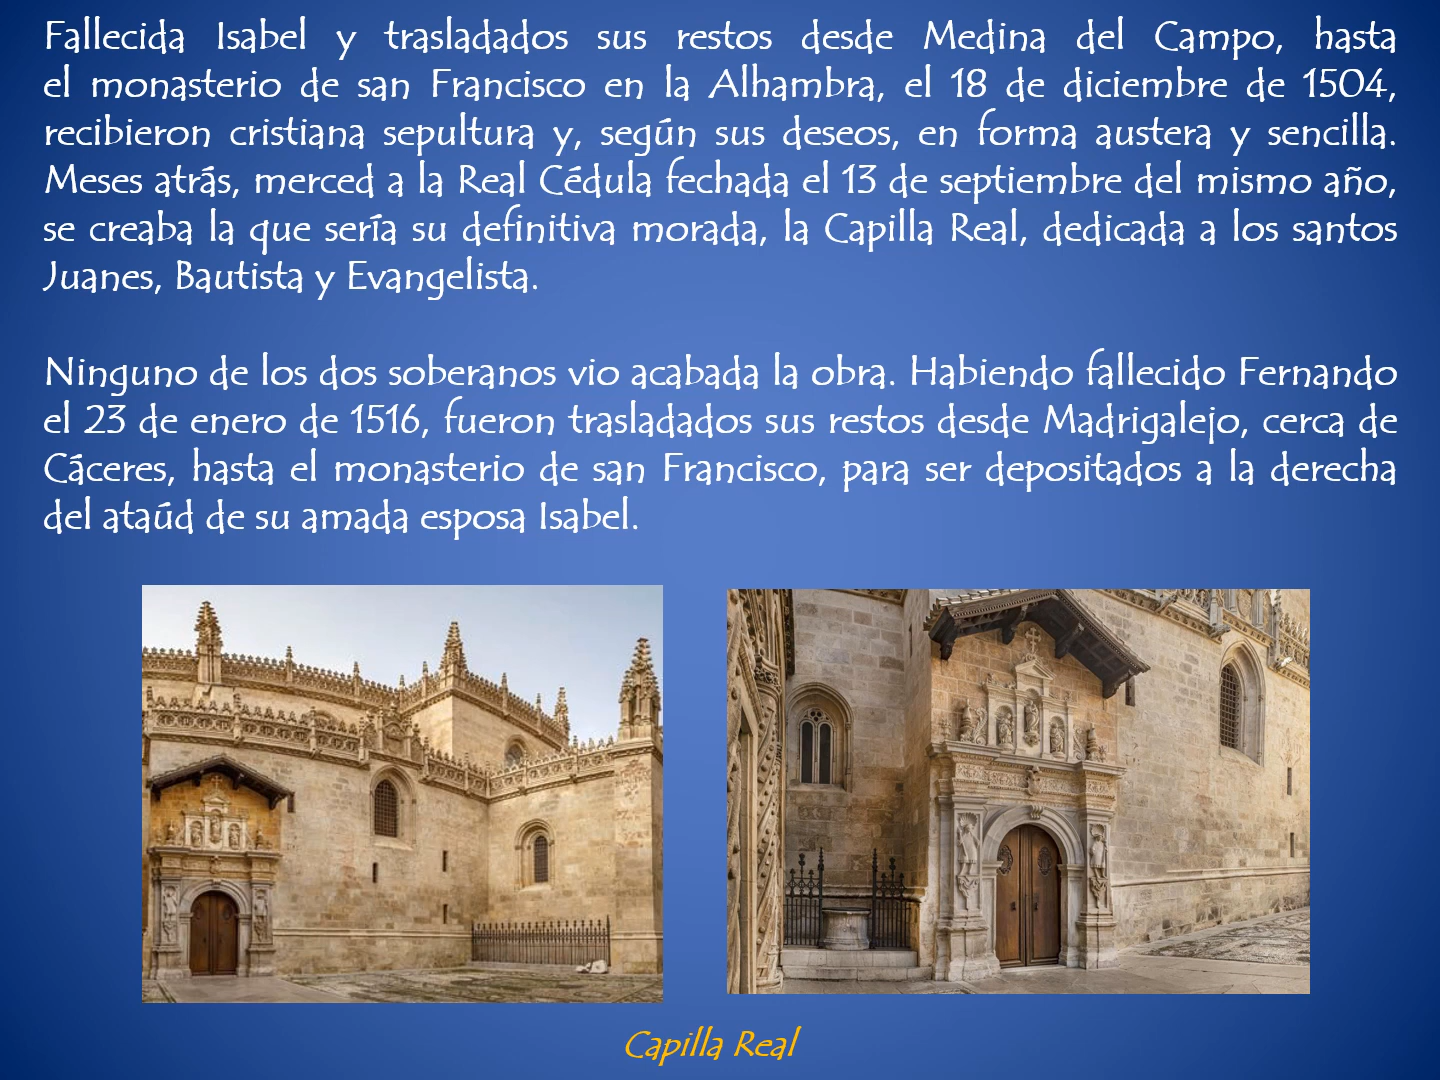 Fallecida Isabel y trasladados sus restos desde Medina del Campo, hasta
el monasterio de san Francisco en la Alhambra, el 18 de diciembre de 1504,
recibieron cristiana sepultura y, según sus deseos, en forma austera y sencilla.
Meses atrás, merced a la Real Cédula fechada el 13 de septiembre del mismo año,
se creaba la que sería su definitiva morada, la Capilla Real, dedicada a los santos
Juanes, Bautista y Evangelista.
Ninguno de los dos soberanos vio acabada la obra. Habiendo fallecido Fernando
el 23 de enero de 1516, fueron trasladados sus restos desde Madrigalejo, cerca de
Cáceres, hasta el monasterio de san Francisco, para ser depositados a la derecha
del ataúd de su amada esposa Isabel.
Capilla Real